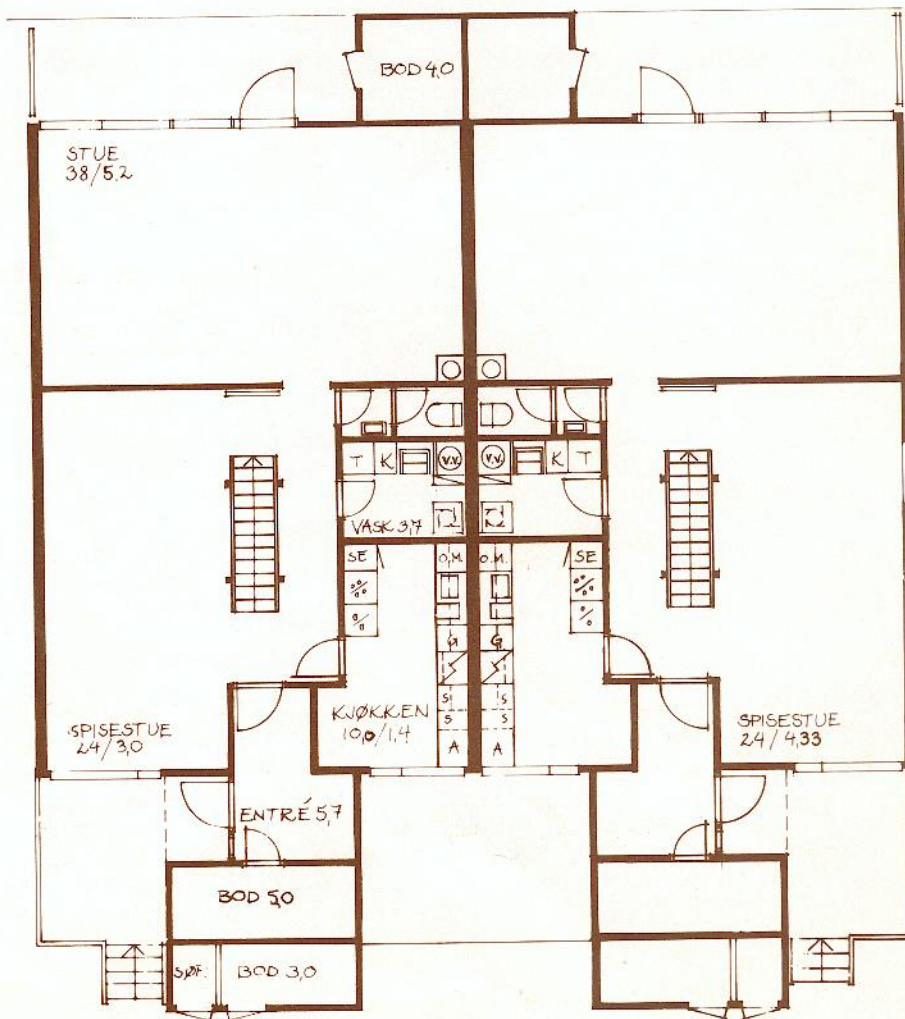 BOD 4,0
STUE
38/5,2
T K V.V. V.V. K T
VASK 3,7
SE O.M. O.M. SE
G G
S S
S S
A A
KJØKKEN
10,0/1,4
SPISESTUE
24/3,0
SPISESTUE
24/4,33
ENTRÉ 5,7
BOD 5,0
SØF.
BOD 3,0